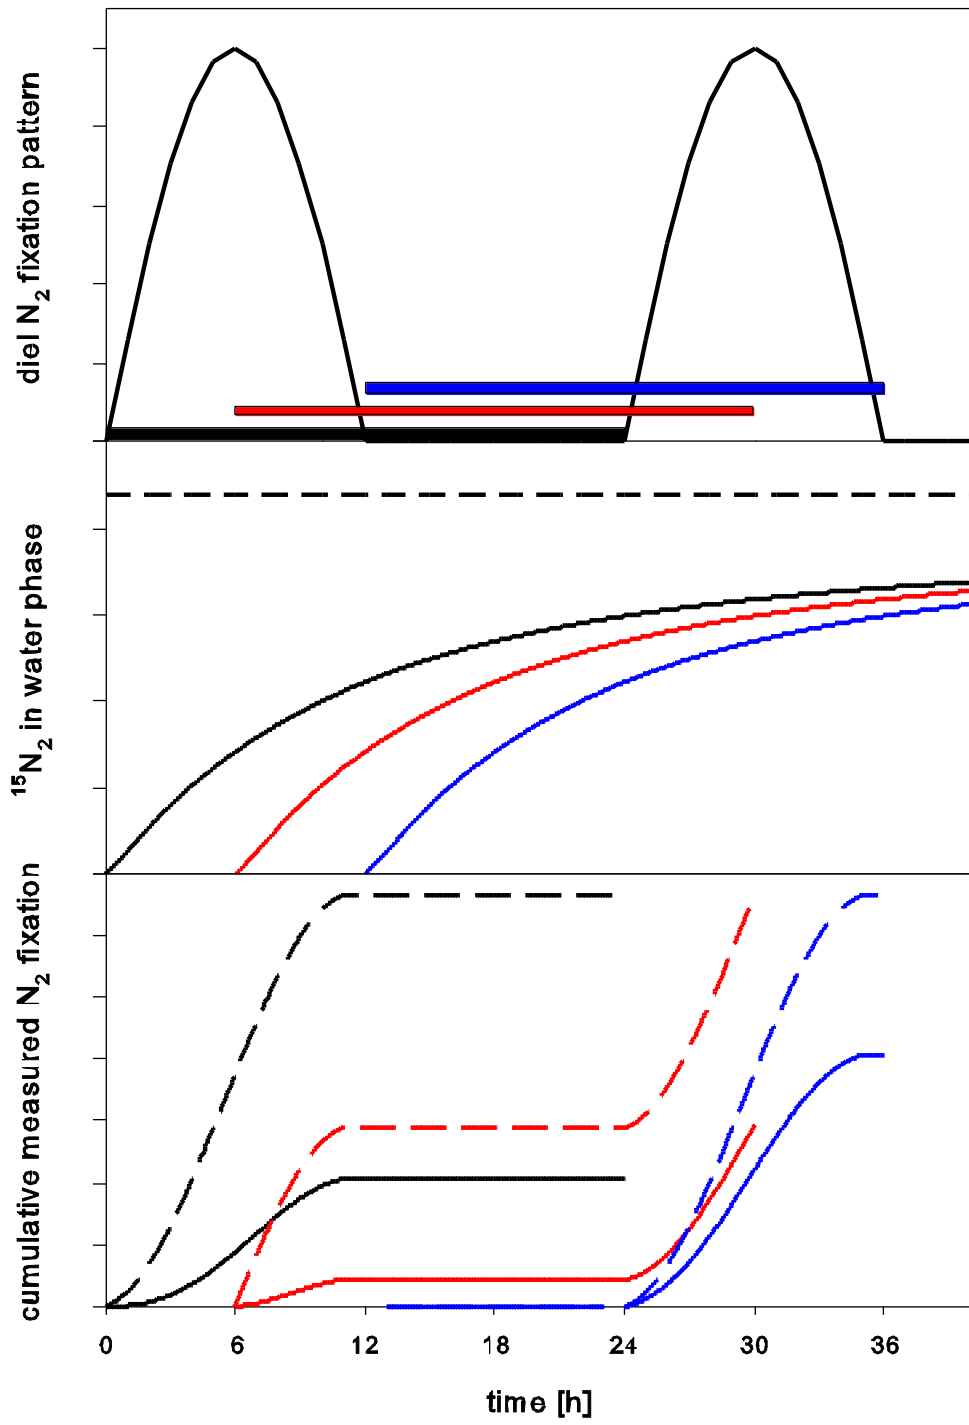 diel N2 fixation pattern
15N2 in water phase
cumulative measured N2 fixation
0 6 12 18 24 30 36
time [h]